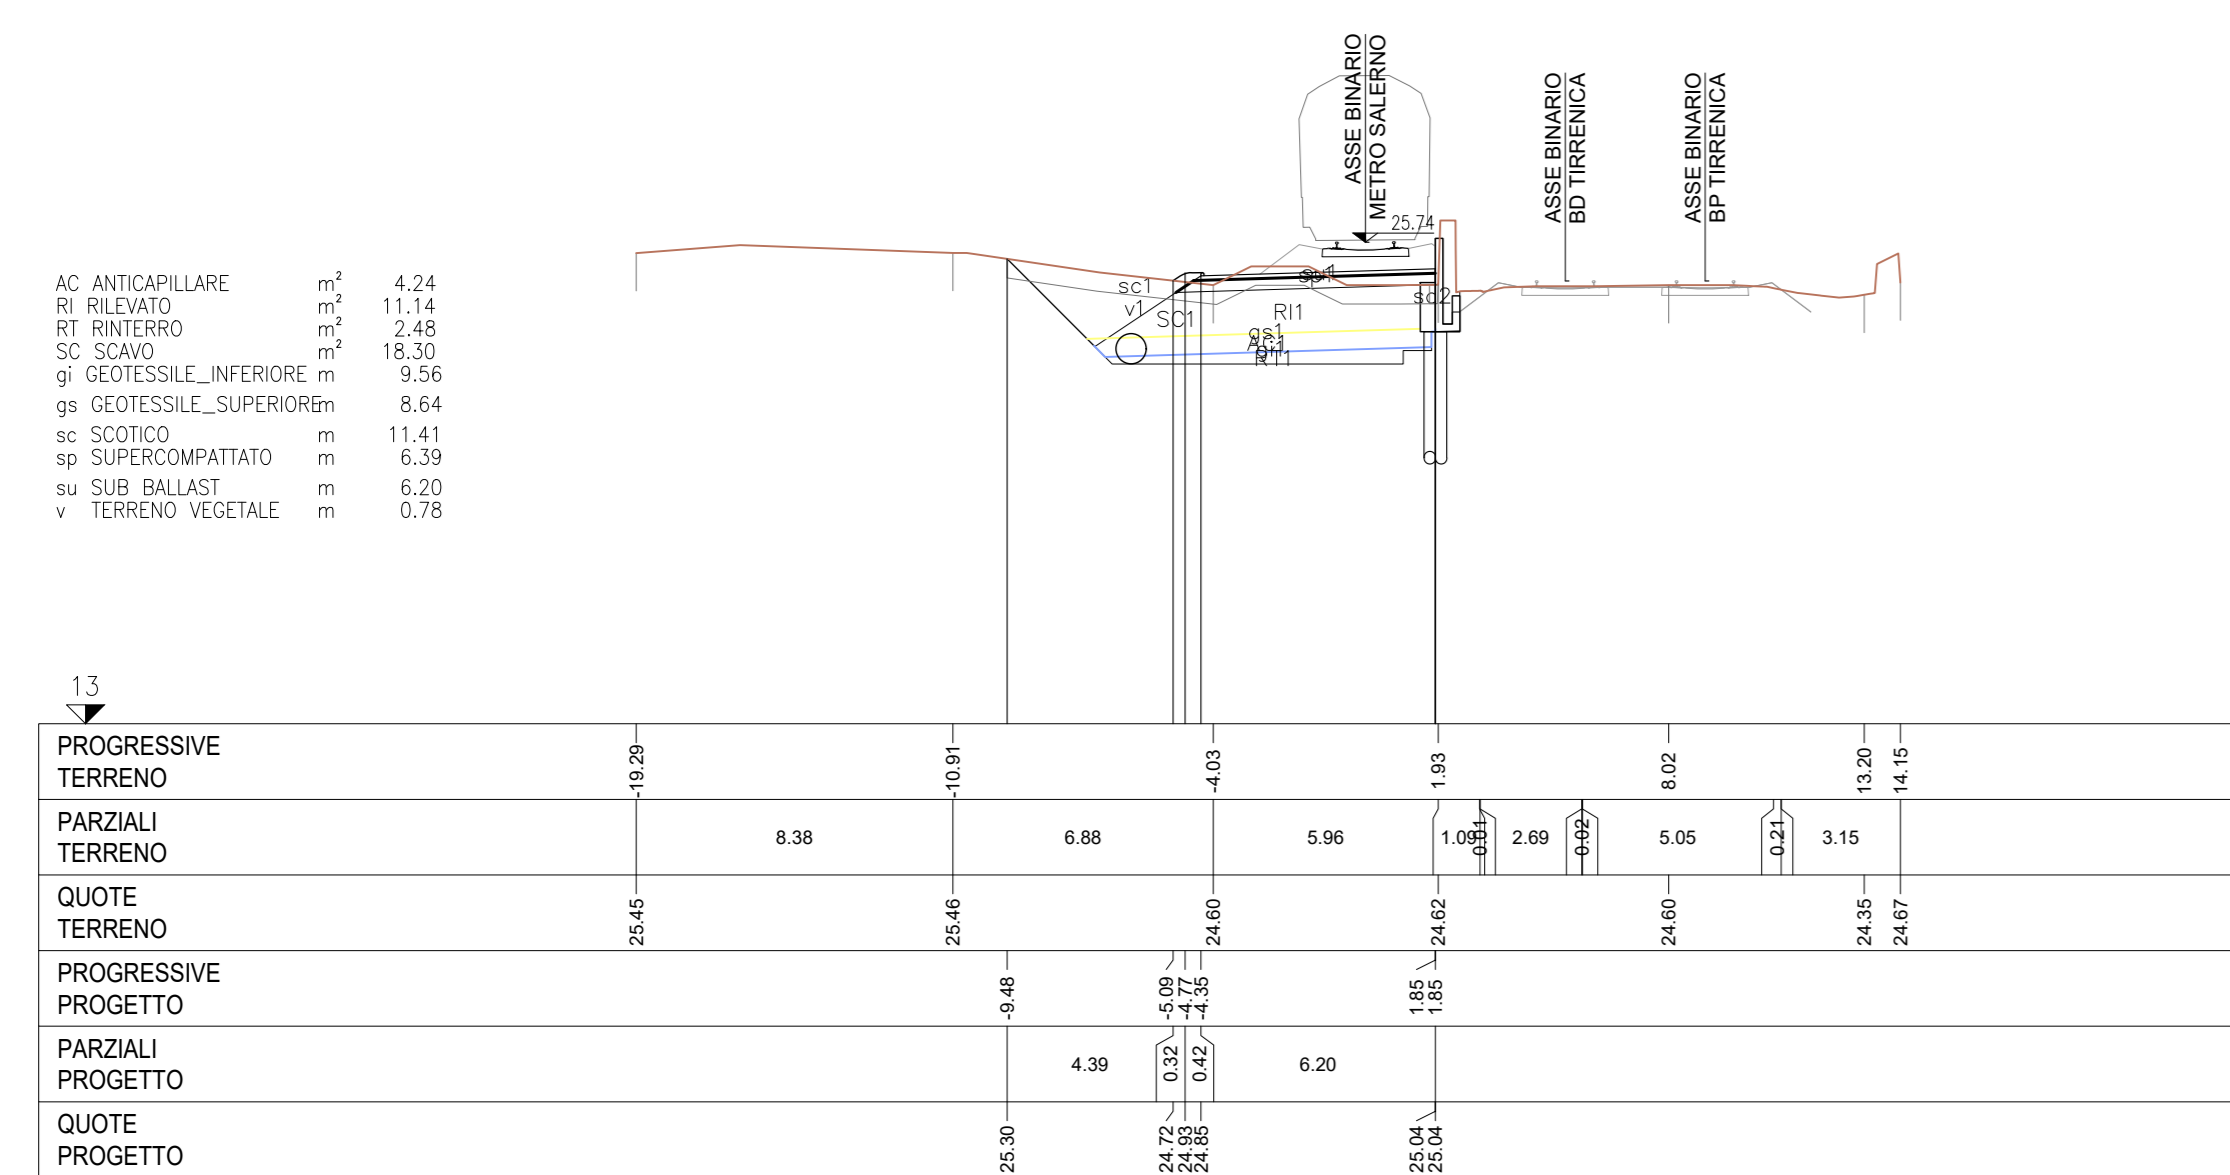 ASSE BINARIO
METRO SALERNO
ASSE BINARIO
BD TIRRENICA
ASSE BINARIO
BP TIRRENICA
25.74
AC ANTICAPILLARE m² 4.24
RI RILEVATO m² 11.14
RT RINTERRO m² 2.48
SC SCAVO m² 18.30
gi GEOTESSILE_INFERIORE m 9.56
gs GEOTESSILE_SUPERIORE m 8.64
sc SCOTICO m 11.41
sp SUPERCOMPATTATO m 6.39
su SUB BALLAST m 6.20
v TERRENO VEGETALE m 0.78
sc1
v1
SC1
RI1
gs1
sc2
13
PROGRESSIVE
TERRENO
-19.29 -10.91 -4.03 1.93 8.02 13.20 14.15
PARZIALI
TERRENO
8.38 6.88 5.96 1.09 0.01 2.69 0.02 5.05 0.21 3.15
QUOTE
TERRENO
25.45 25.46 24.60 24.62 24.60 24.35 24.67
PROGRESSIVE
PROGETTO
-9.48 -5.09 -4.77 -4.35 1.85 1.85
PARZIALI
PROGETTO
4.39 0.32 0.42 6.20
QUOTE
PROGETTO
25.30 24.72 24.93 24.85 25.04 25.04